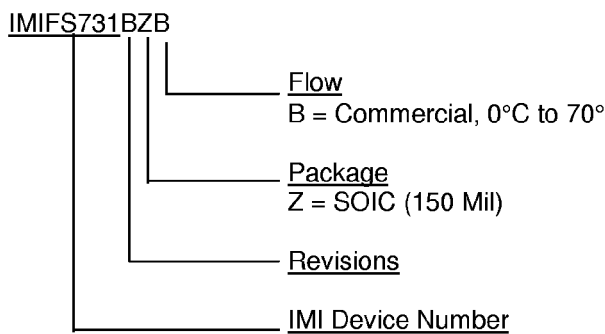 IMIFS731BZB
Flow
B = Commercial, 0°C to 70°
Package
Z = SOIC (150 Mil)
Revisions
IMI Device Number